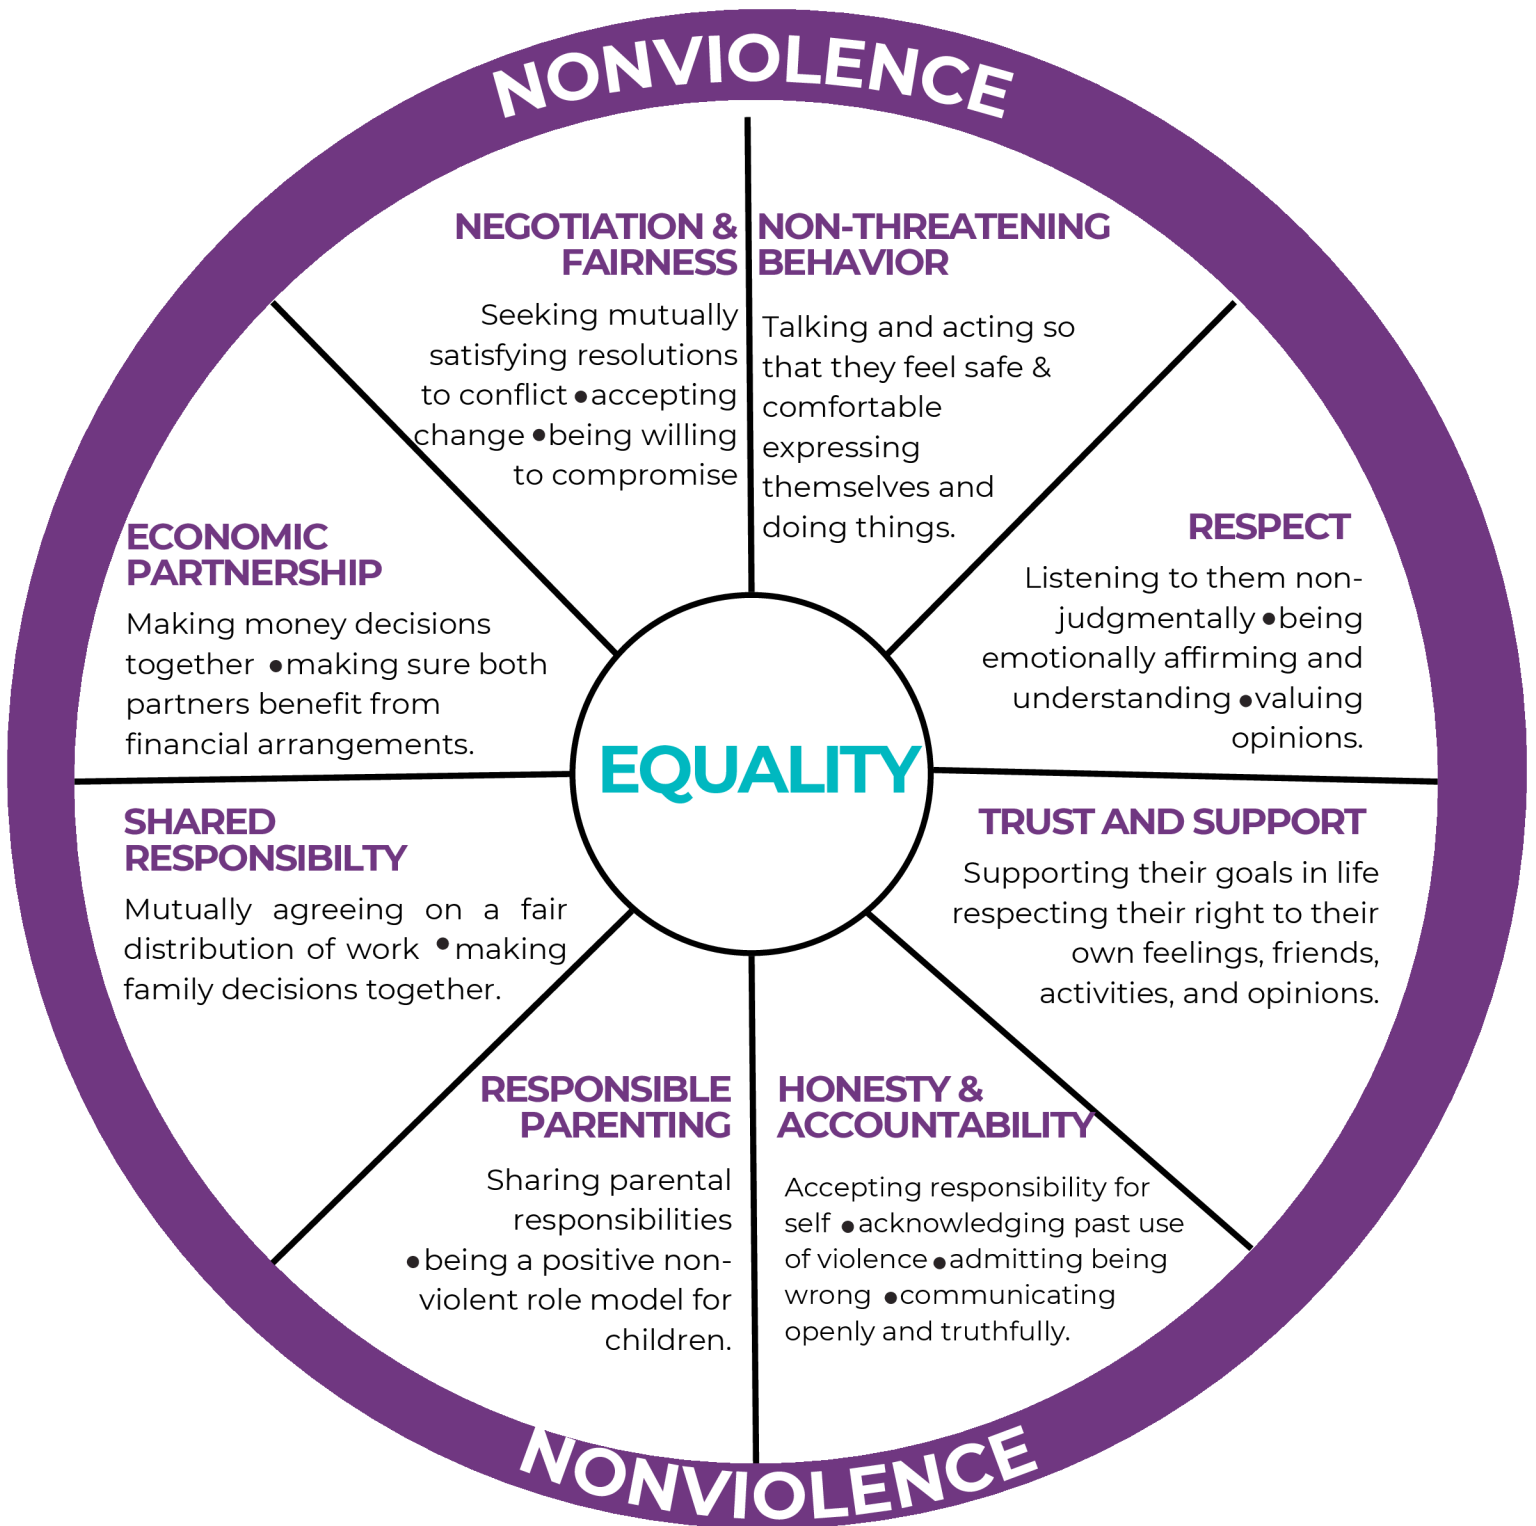 NONVIOLENCE
NEGOTIATION &
FAIRNESS
Seeking mutually
satisfying resolutions
to conflict ●accepting
change ●being willing
to compromise
NON-THREATENING
BEHAVIOR
Talking and acting so
that they feel safe &
comfortable
expressing
themselves and
doing things.
RESPECT
Listening to them non-
judgmentally ●being
emotionally affirming and
understanding ●valuing
opinions.
TRUST AND SUPPORT
Supporting their goals in life
respecting their right to their
own feelings, friends,
activities, and opinions.
HONESTY &
ACCOUNTABILITY
Accepting responsibility for
self ●acknowledging past use
of violence ●admitting being
wrong ●communicating
openly and truthfully.
RESPONSIBLE
PARENTING
Sharing parental
responsibilities
●being a positive non-
violent role model for
children.
SHARED
RESPONSIBILTY
Mutually agreeing on a fair
distribution of work ●making
family decisions together.
ECONOMIC
PARTNERSHIP
Making money decisions
together ●making sure both
partners benefit from
financial arrangements.
EQUALITY
NONVIOLENCE